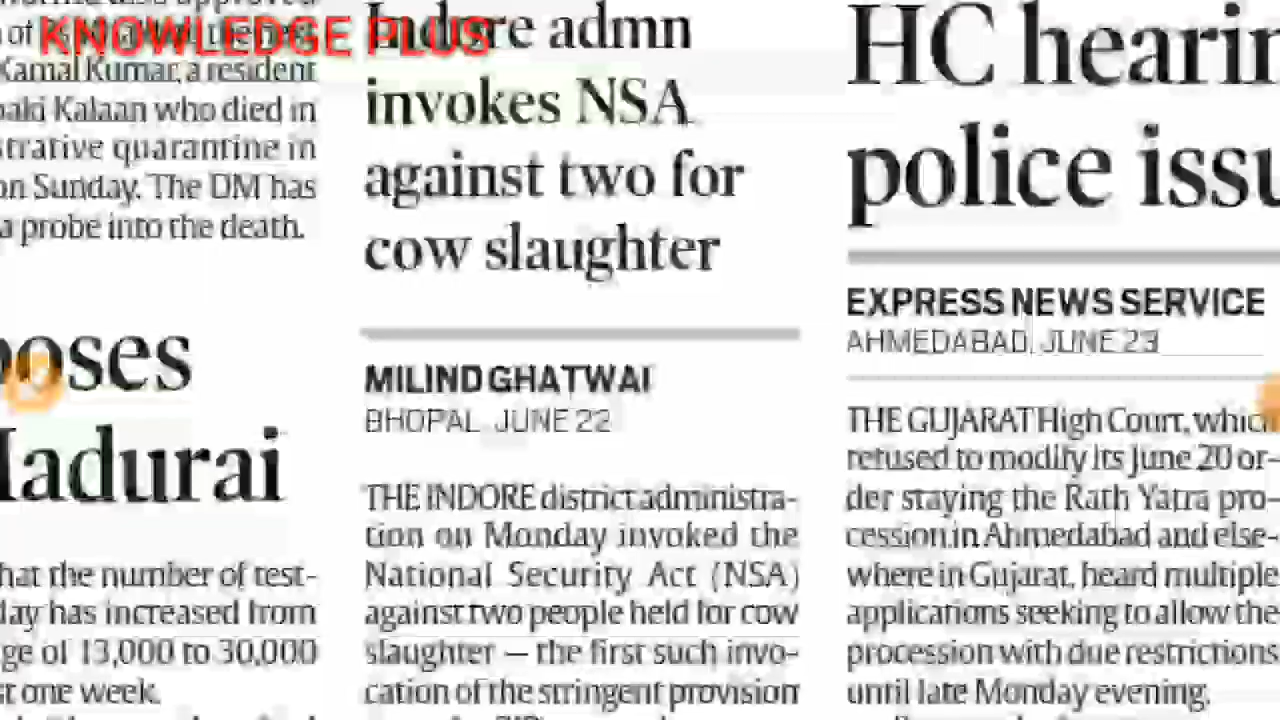 KNOWLEDGE PLUS
Kamal Kumar, a resident
Kalaan who died in
trative quarantine in
on Sunday. The DM has
a probe into the death.
oses
Madurai
hat the number of test-
day has increased from
ge of 13,000 to 30,000
t one week.
Indore admn
invokes NSA
against two for
cow slaughter
MILIND GHATWAI
BHOPAL, JUNE 22
THE INDORE district administra-
tion on Monday invoked the
National Security Act (NSA)
against two people held for cow
slaughter — the first such invo-
cation of the stringent provision
HC hearin
police issu
EXPRESS NEWS SERVICE
AHMEDABAD, JUNE 23
THE GUJARAT High Court, which
refused to modify its June 20 or-
der staying the Rath Yatra pro-
cession in Ahmedabad and else-
where in Gujarat, heard multiple
applications seeking to allow the
procession with due restrictions
until late Monday evening.